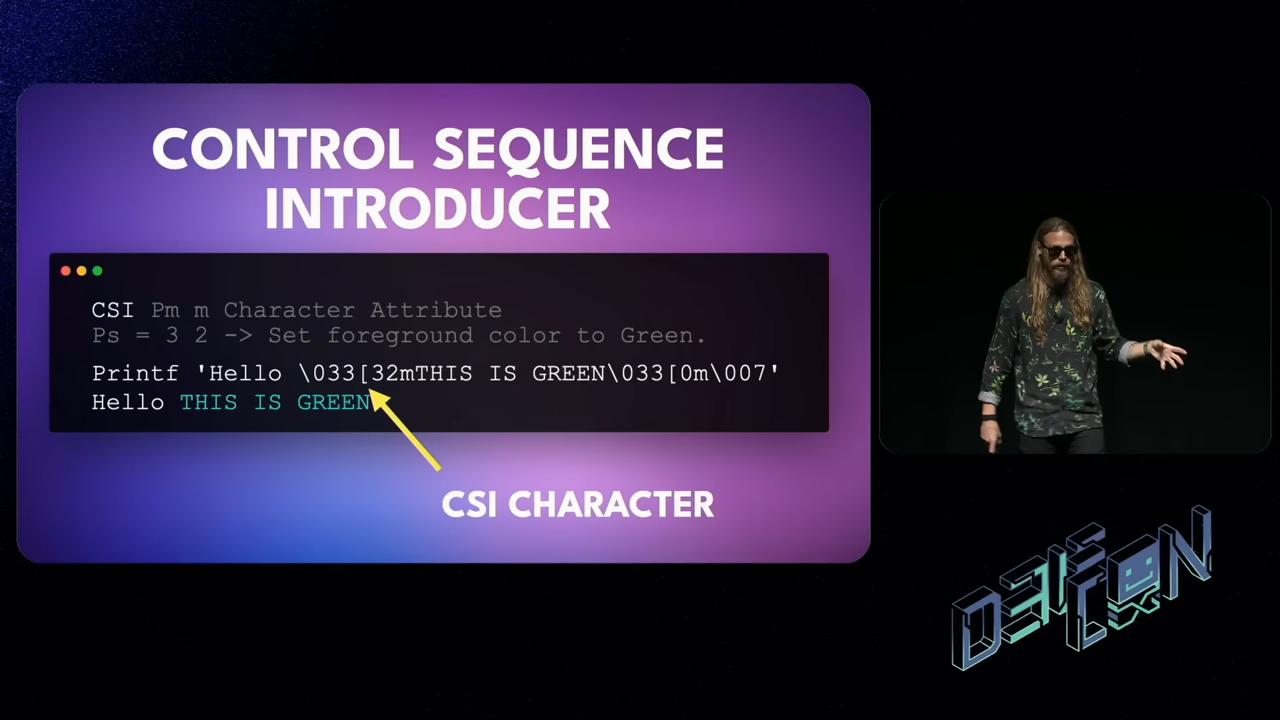 CONTROL SEQUENCE
INTRODUCER
CSI Pm m Character Attribute
Ps = 3 2 -> Set foreground color to Green.
Printf 'Hello \033[32mTHIS IS GREEN\033[0m\007'
Hello THIS IS GREEN
CSI CHARACTER
DEF
CON